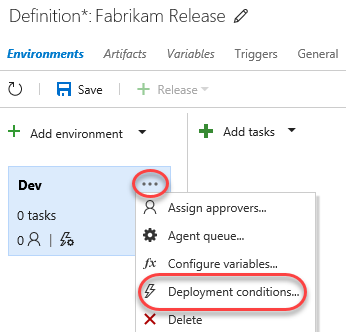 Definition*: Fabrikam Release
Environments Artifacts Variables Triggers General
Save Release
Add environment Add tasks
Dev ...
0 tasks
0 |
Assign approvers...
Agent queue...
fx Configure variables...
Deployment conditions...
Delete